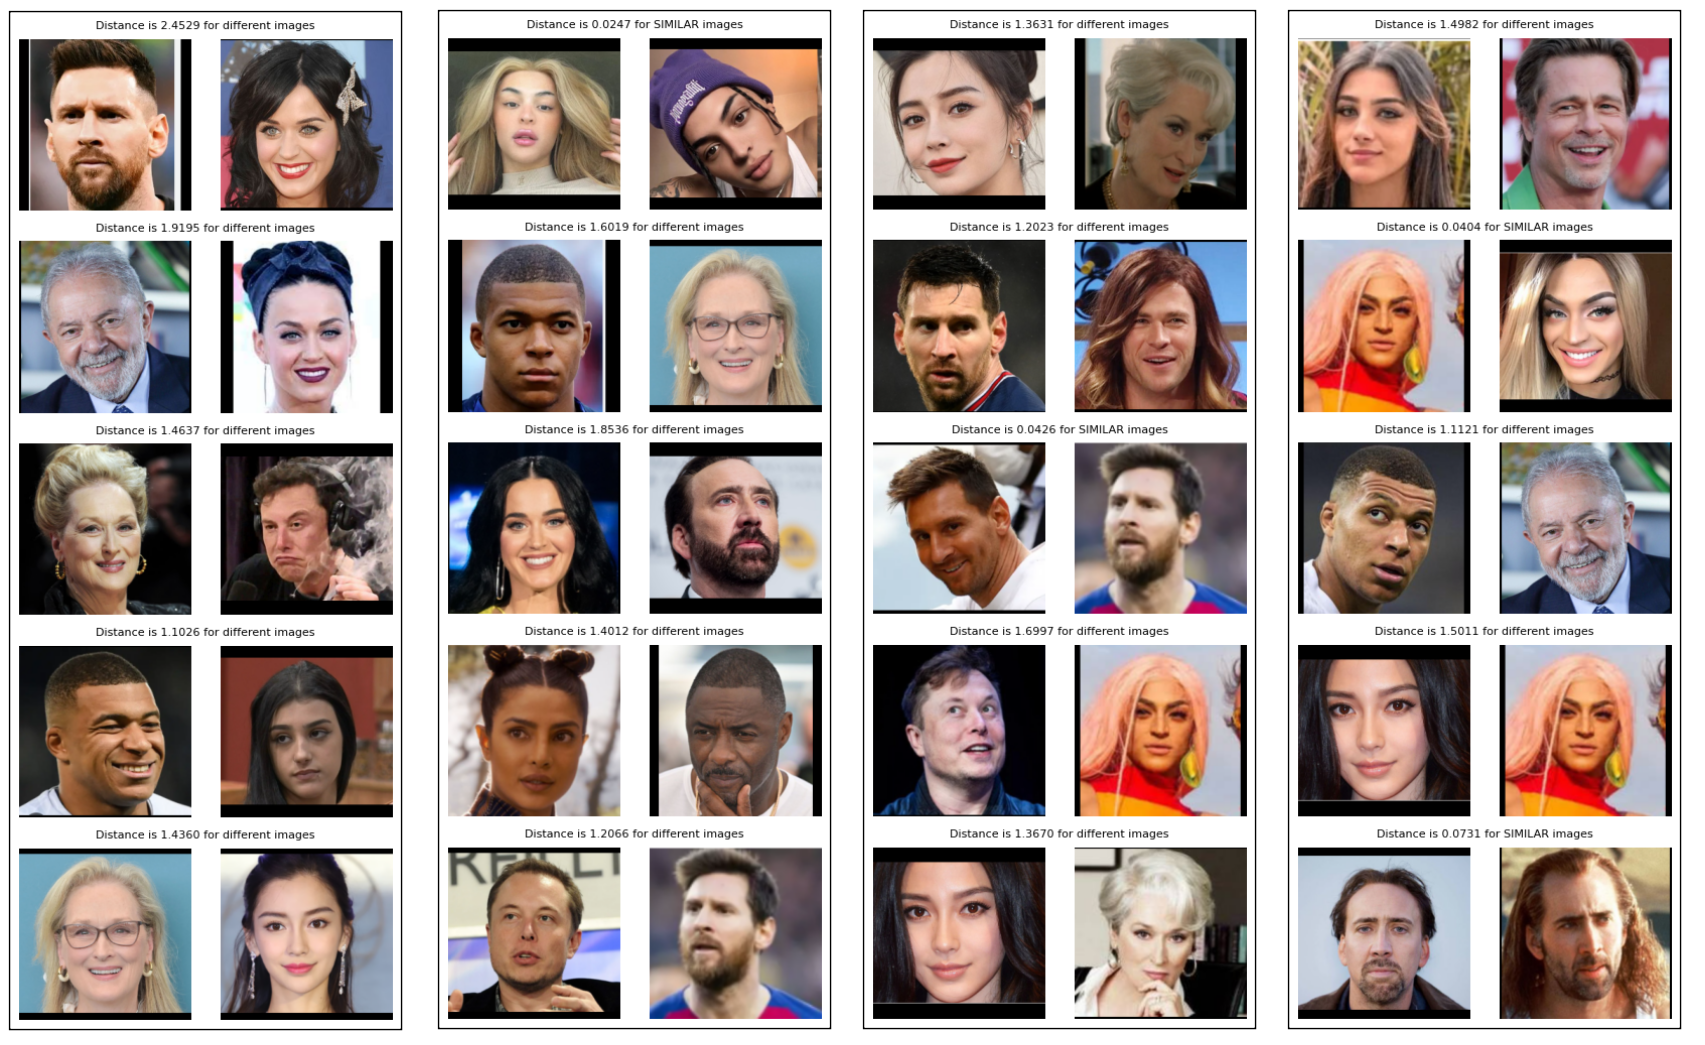 Distance is 2.4529 for different images
Distance is 1.9195 for different images
Distance is 1.4637 for different images
Distance is 1.1026 for different images
Distance is 1.4360 for different images
Distance is 0.0247 for SIMILAR images
Distance is 1.6019 for different images
Distance is 1.8536 for different images
Distance is 1.4012 for different images
Distance is 1.2066 for different images
REILLY
Distance is 1.3631 for different images
Distance is 1.2023 for different images
Distance is 0.0426 for SIMILAR images
Distance is 1.6997 for different images
Distance is 1.3670 for different images
Distance is 1.4982 for different images
Distance is 0.0404 for SIMILAR images
Distance is 1.1121 for different images
Distance is 1.5011 for different images
Distance is 0.0731 for SIMILAR images